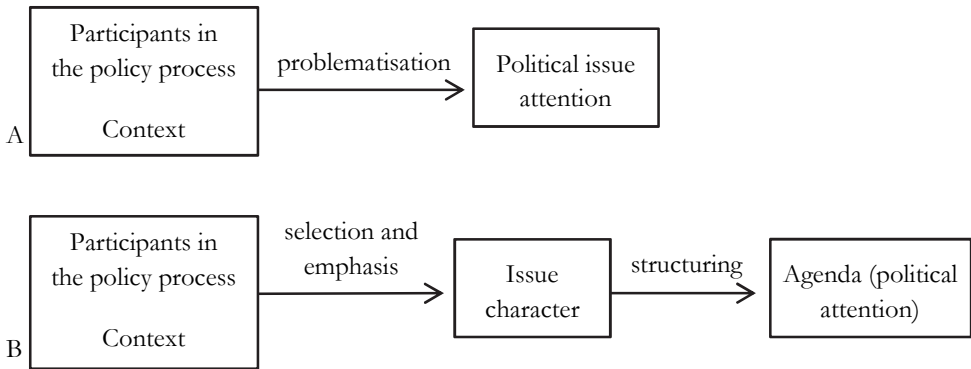 Participants in
the policy process
Context
A
problematisation
Political issue
attention
Participants in
the policy process
Context
B
selection and
emphasis
Issue
character
structuring
Agenda (political
attention)